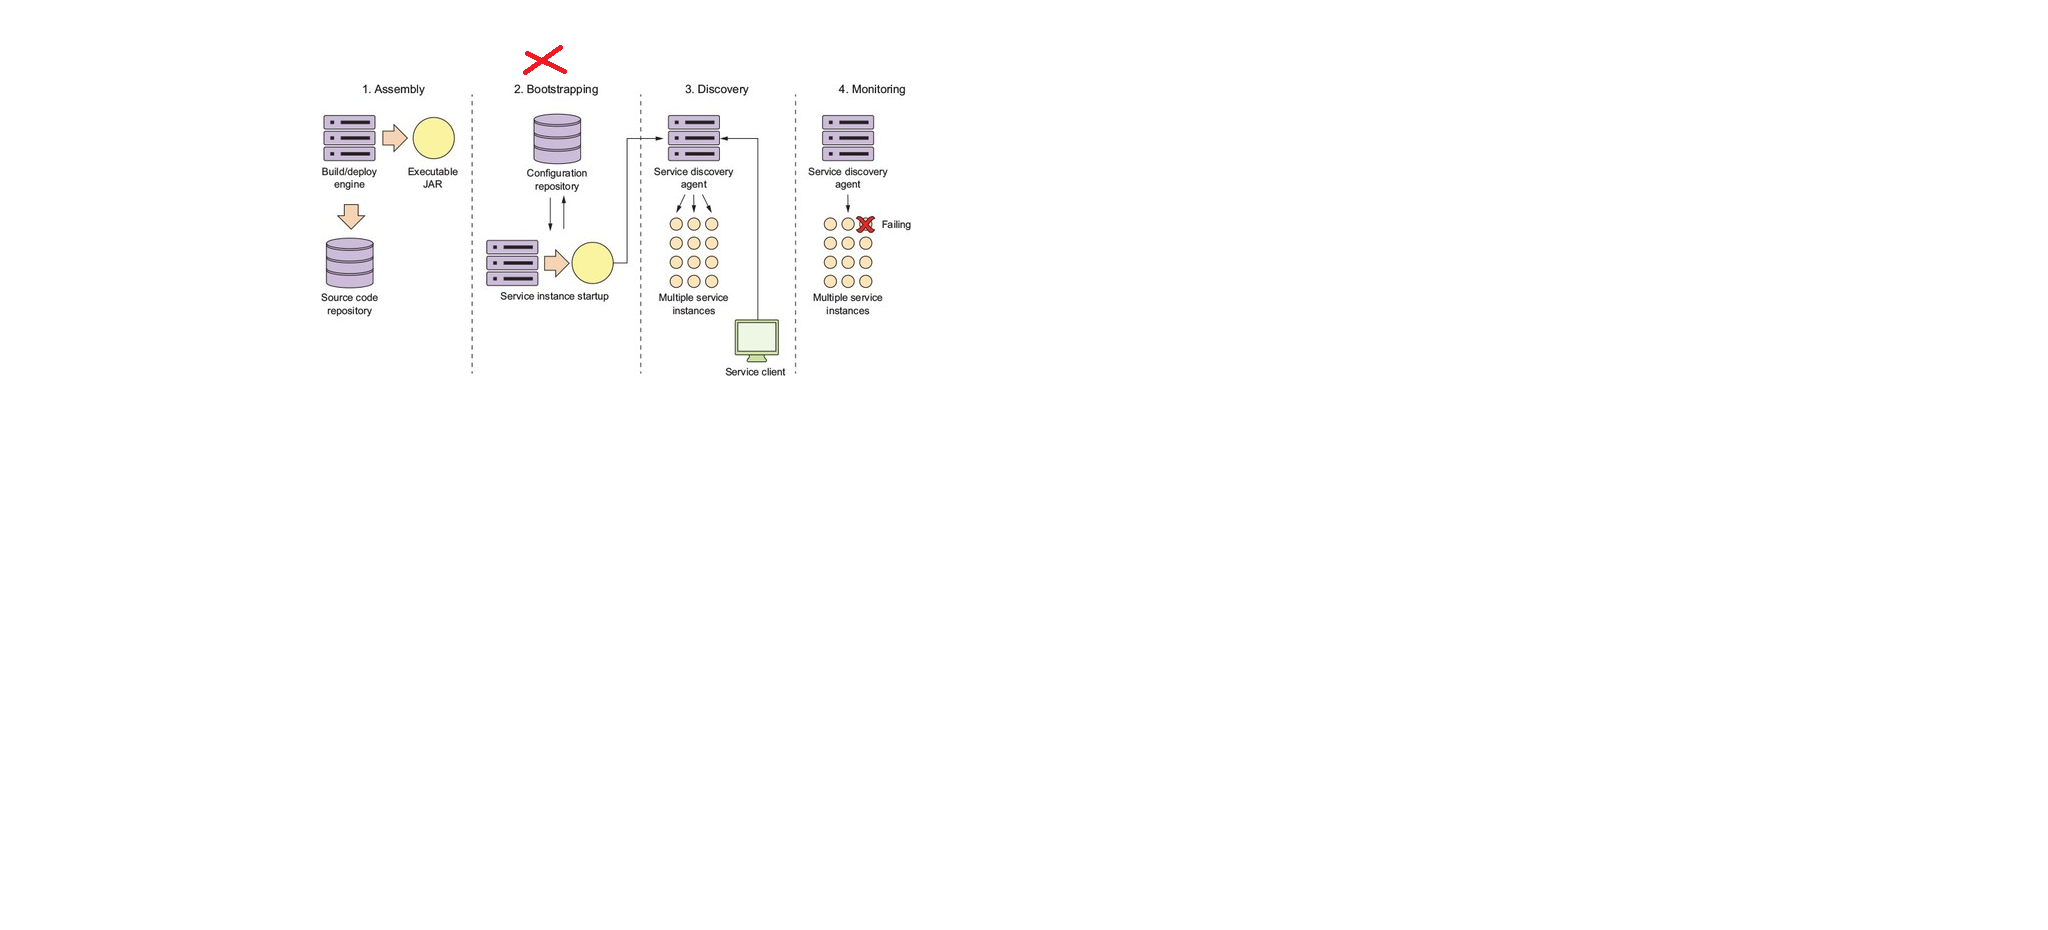 1. Assembly
2. Bootstrapping
3. Discovery
4. Monitoring
Build/deploy
engine
Executable
JAR
Source code
repository
Configuration
repository
Service instance startup
Service discovery
agent
Multiple service
instances
Service client
Service discovery
agent
Failing
Multiple service
instances